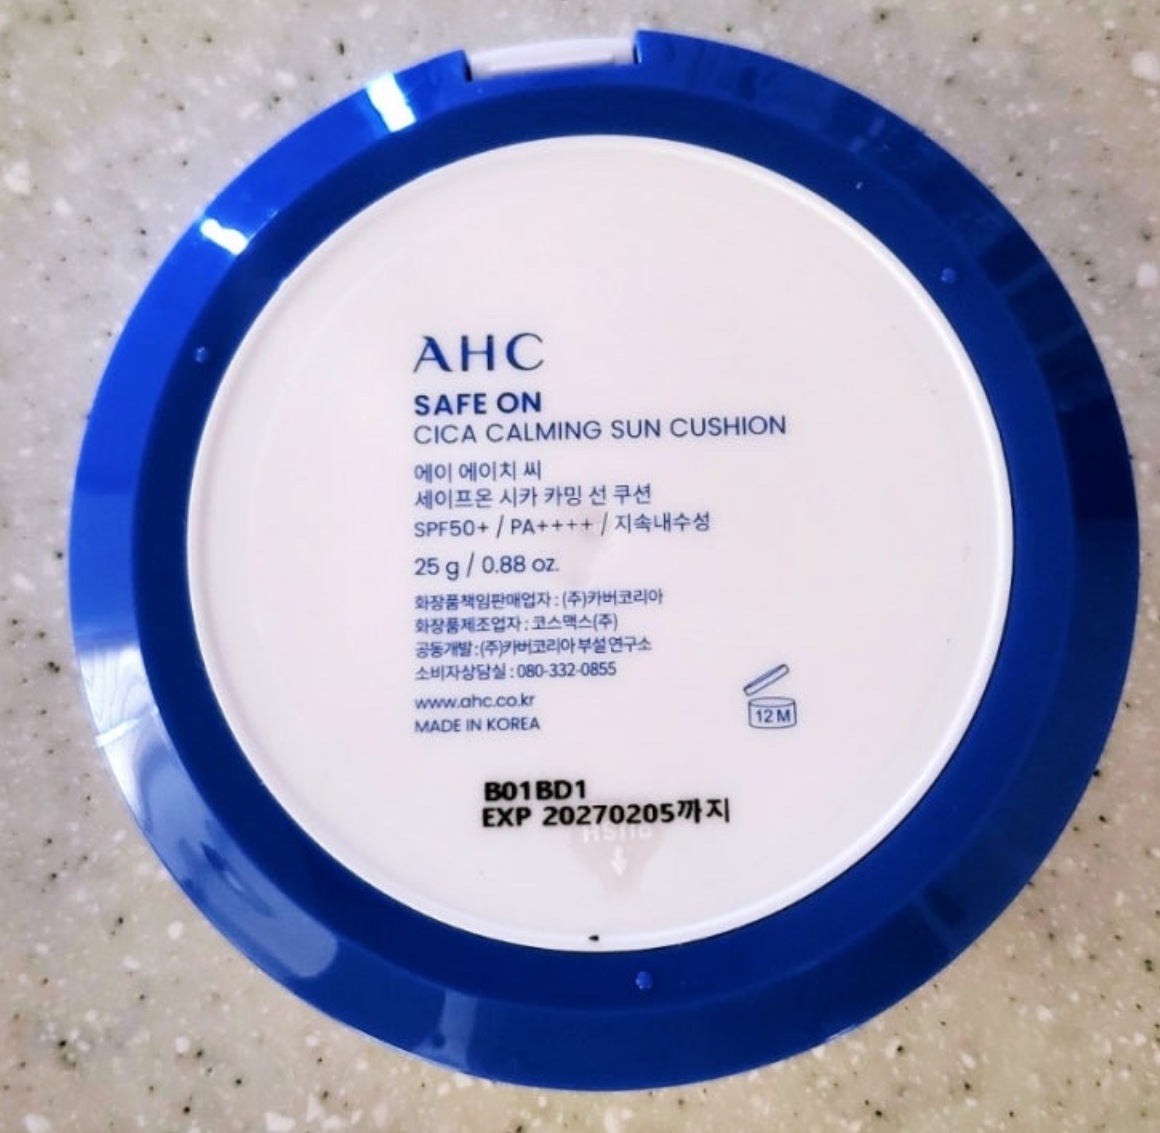 AHC
SAFE ON
CICA CALMING SUN CUSHION
에이 에이치 씨
세이프온 시카 카밍 선 쿠션
SPF50+ / PA++++ / 지속내수성
25 g / 0.88 oz.
화장품책임판매업자 : (주)카버코리아
화장품제조업자 : 코스맥스(주)
공동개발 : (주)카버코리아 부설 연구소
소비자상담실 : 080-332-0855
www.ahc.co.kr
MADE IN KOREA
12 M
B01BD1
EXP 20270205까지